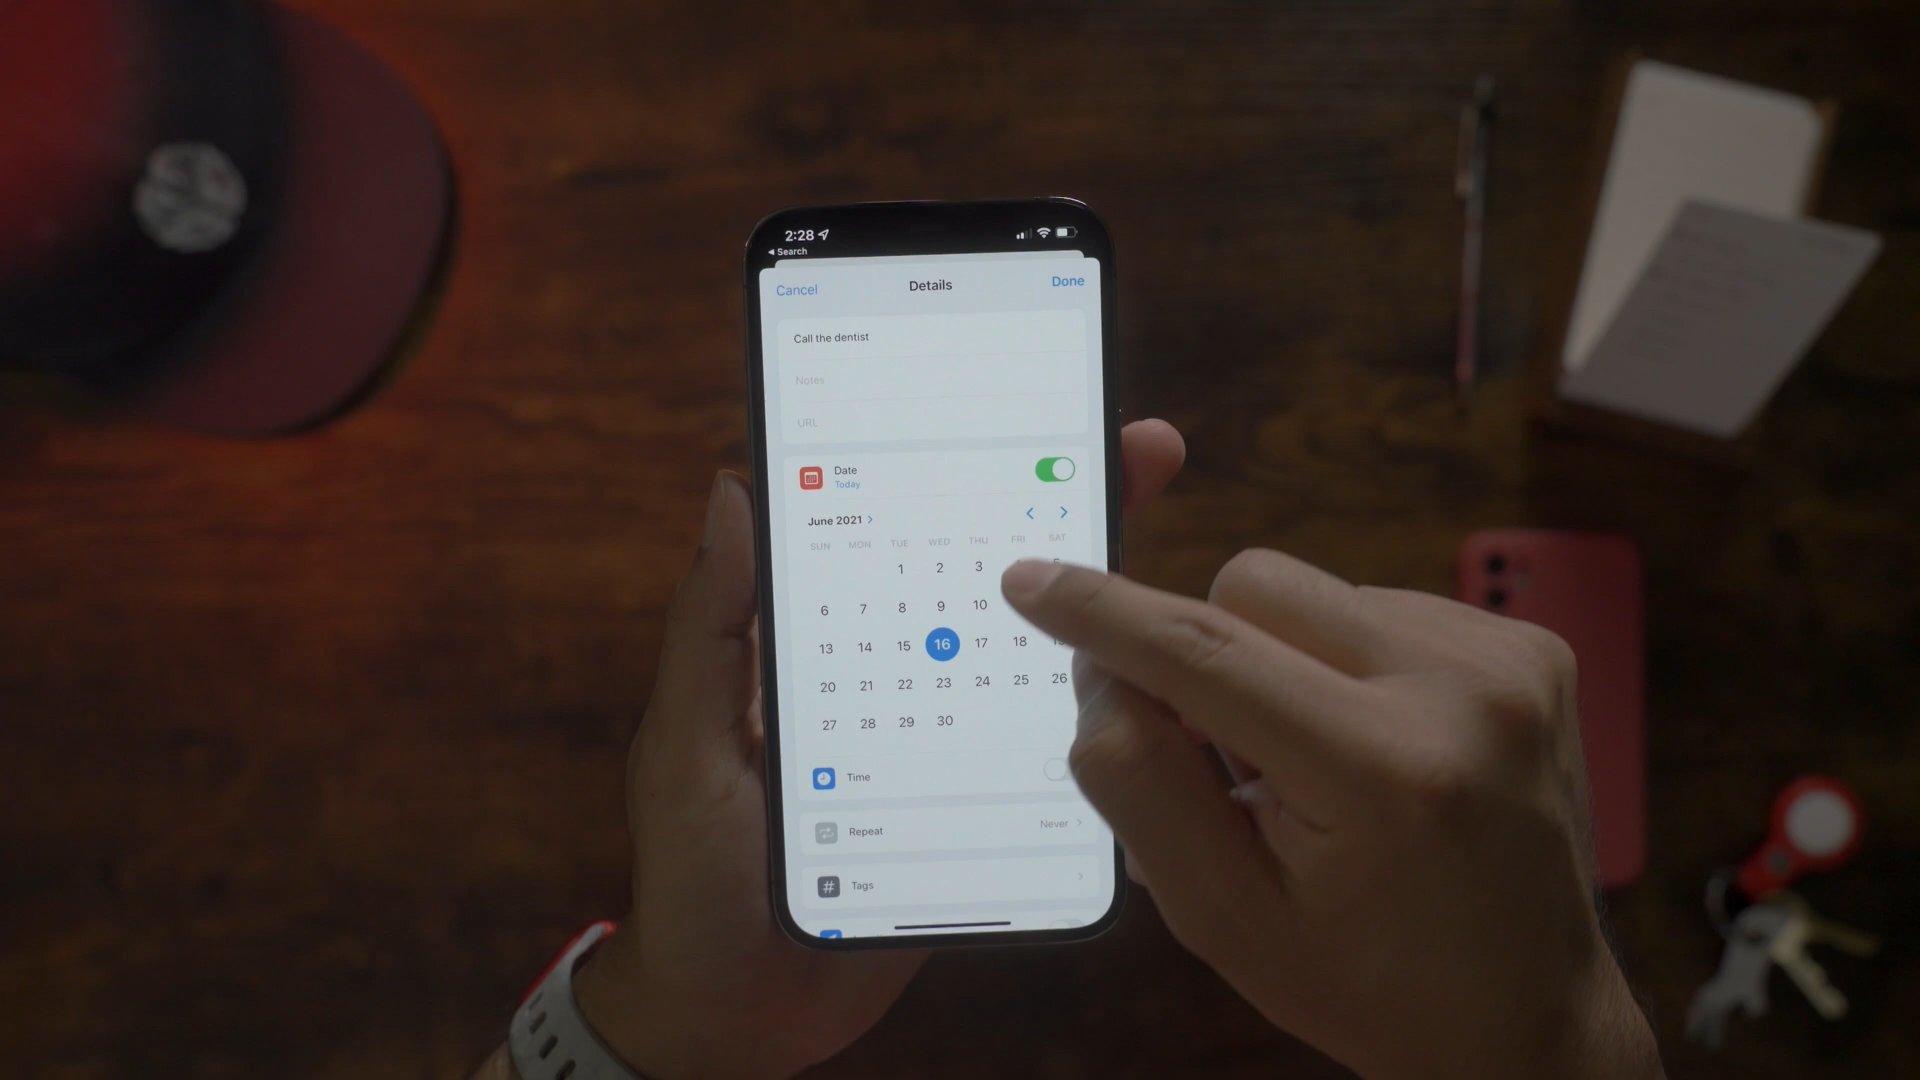 2:28
Search
Cancel Details Done
Call the dentist
Notes
URL
Date
Today
June 2021
SUN MON TUE WED THU FRI SAT
1 2 3
6 7 8 9 10
13 14 15 16 17 18
20 21 22 23 24 25 26
27 28 29 30
Time
Repeat Never
# Tags